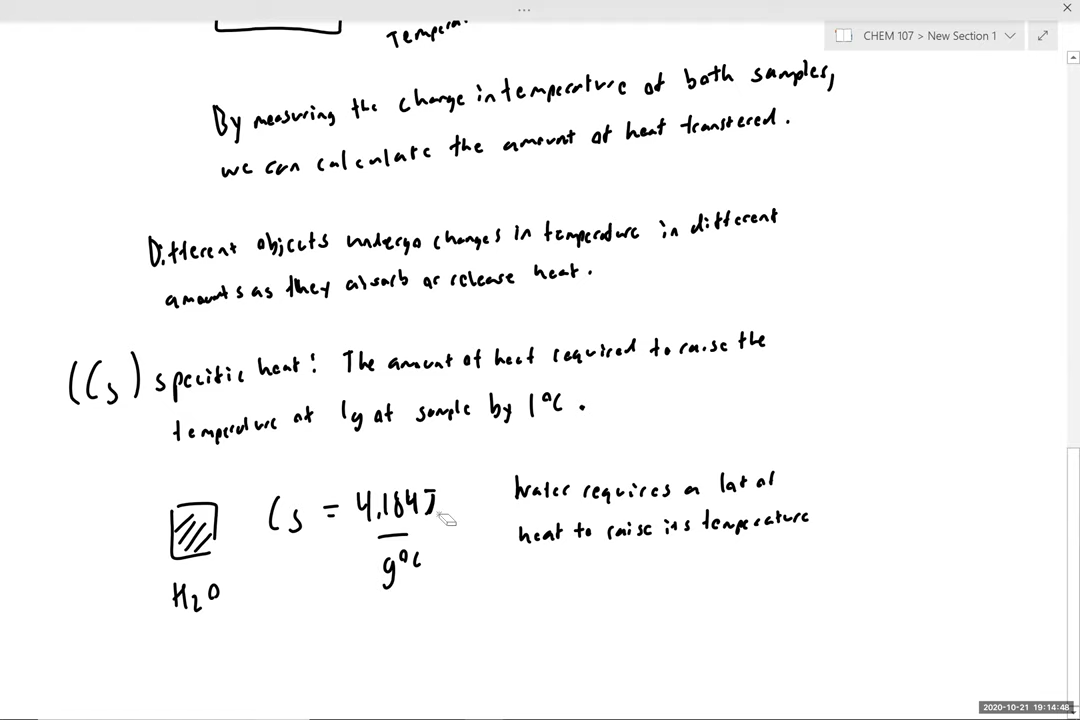 CHEM 107 > New Section 1
By measuring the change in temperature of both samples,
we can calculate the amount of heat transfered.
Different objects undergo changes in temperature in different
amounts as they absorb or release heat.
(Cs) specific heat: The amount of heat required to raise the
temperature of 1g of sample by 1°C.
Water requires a lot of
heat to raise its temperature
Cs = 4.184J
g°C
H2O
2020-10-21 19:14:48